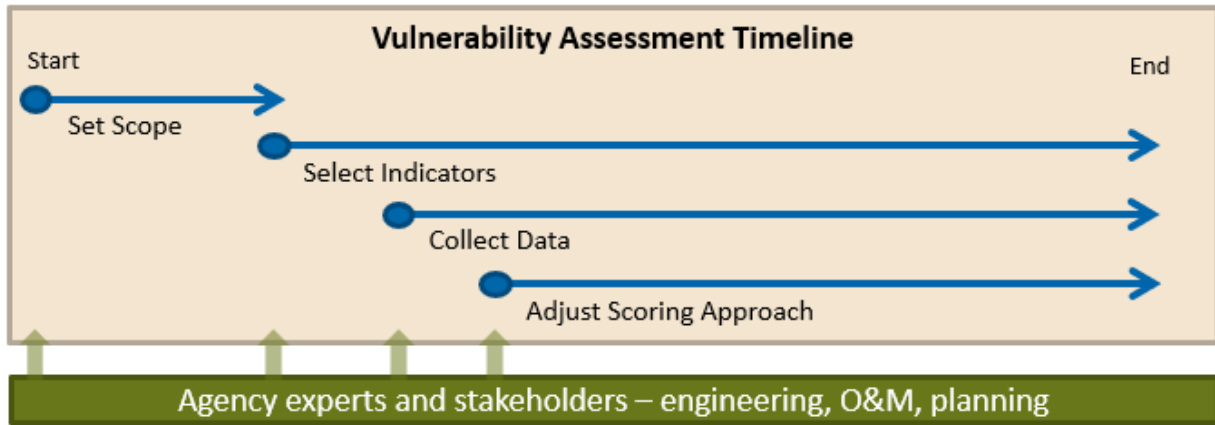 Vulnerability Assessment Timeline
Start
End
Set Scope
Select Indicators
Collect Data
Adjust Scoring Approach
Agency experts and stakeholders – engineering, O&M, planning